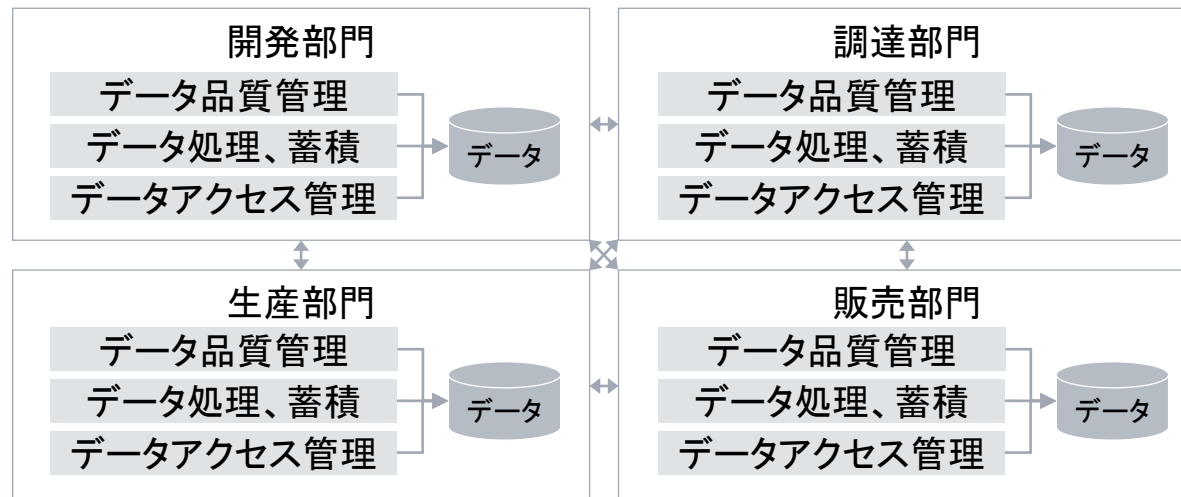 開発部門
データ品質管理
データ処理、蓄積
データアクセス管理
データ
調達部門
データ品質管理
データ処理、蓄積
データアクセス管理
データ
生産部門
データ品質管理
データ処理、蓄積
データアクセス管理
データ
販売部門
データ品質管理
データ処理、蓄積
データアクセス管理
データ